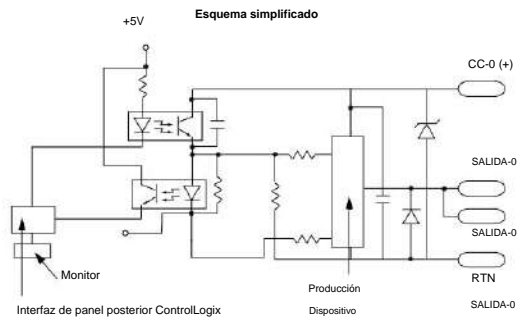 Esquema simplificado
+5V
CC-0 (+)
SALIDA-0
SALIDA-0
RTN
Monitor
Producción
Dispositivo
SALIDA-0
Interfaz de panel posterior ControlLogix